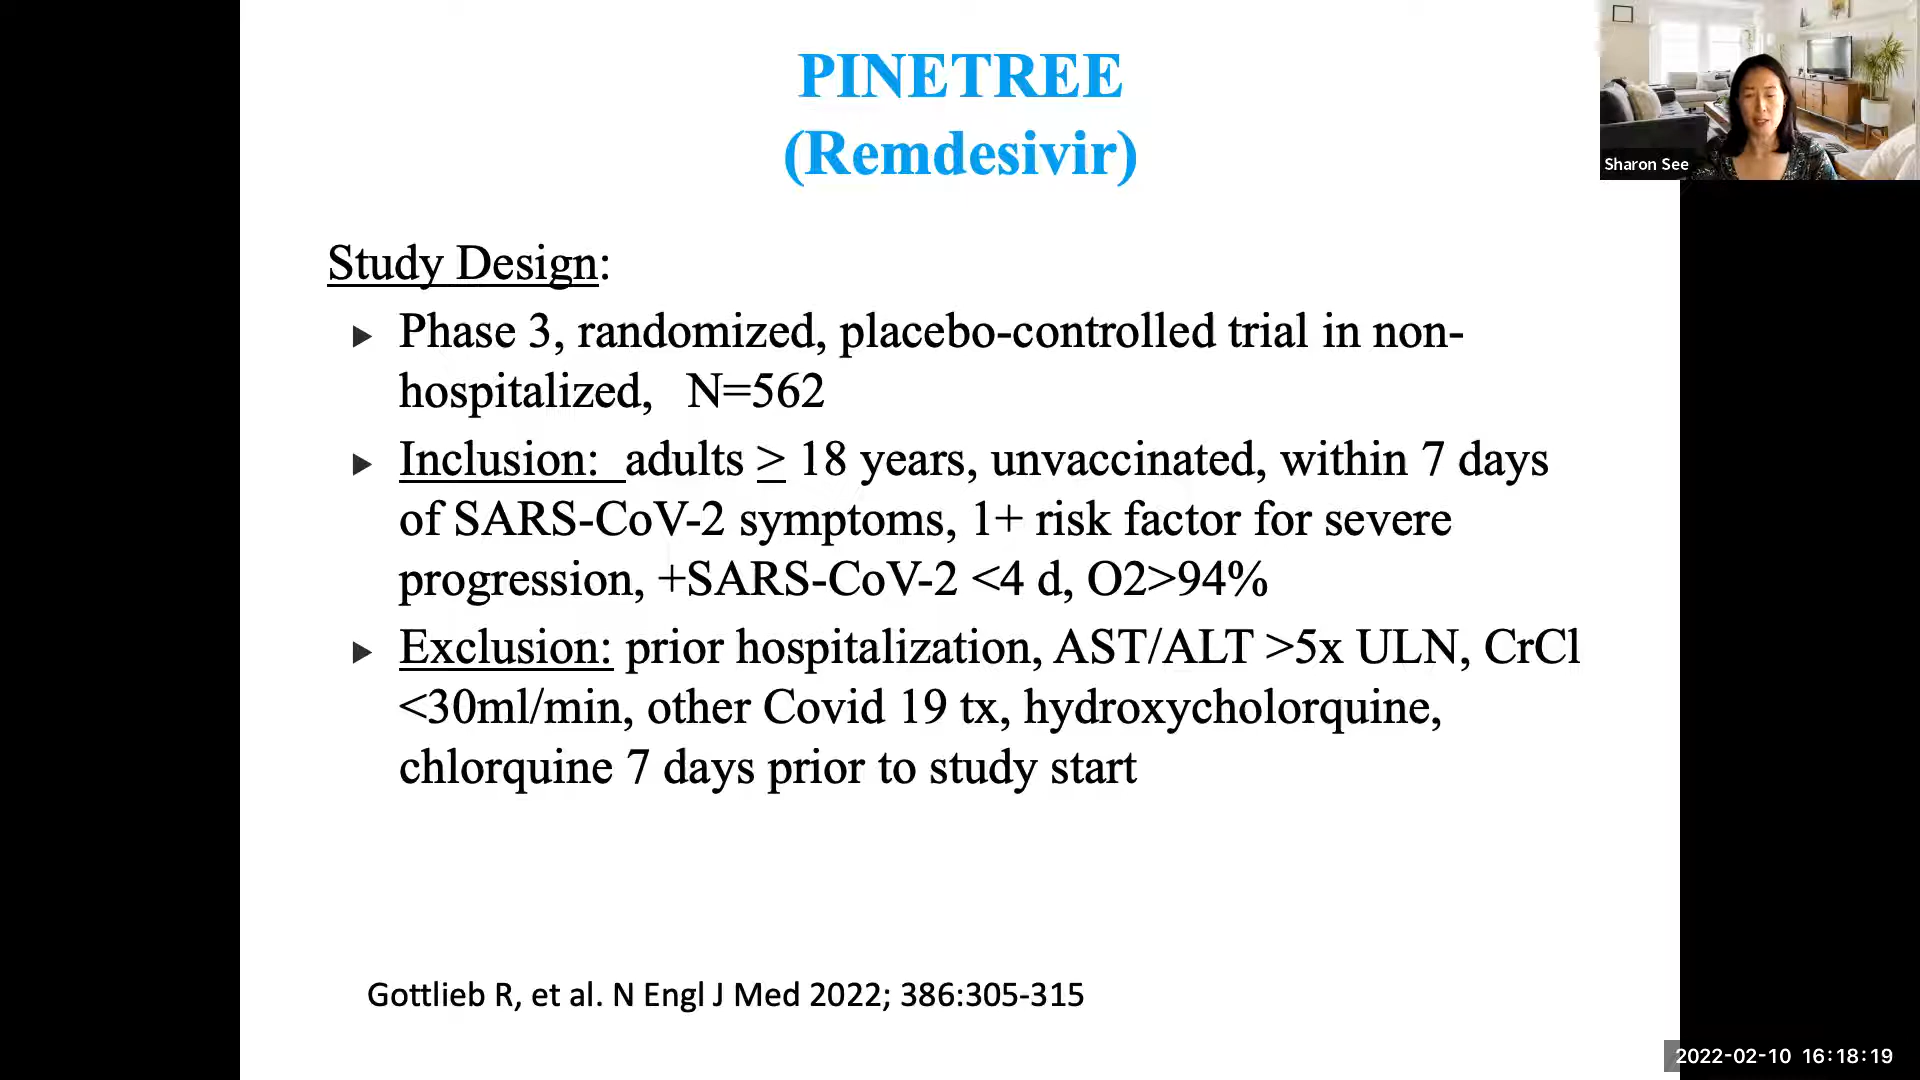 PINETREE
(Remdesivir)
Sharon See
Study Design:
Phase 3, randomized, placebo-controlled trial in non-
hospitalized, N=562
Inclusion: adults ≥ 18 years, unvaccinated, within 7 days
of SARS-CoV-2 symptoms, 1+ risk factor for severe
progression, +SARS-CoV-2 <4 d, O2>94%
Exclusion: prior hospitalization, AST/ALT >5x ULN, CrCl
<30ml/min, other Covid 19 tx, hydroxycholorquine,
chlorquine 7 days prior to study start
Gottlieb R, et al. N Engl J Med 2022; 386:305-315
2022-02-10 16:18:19